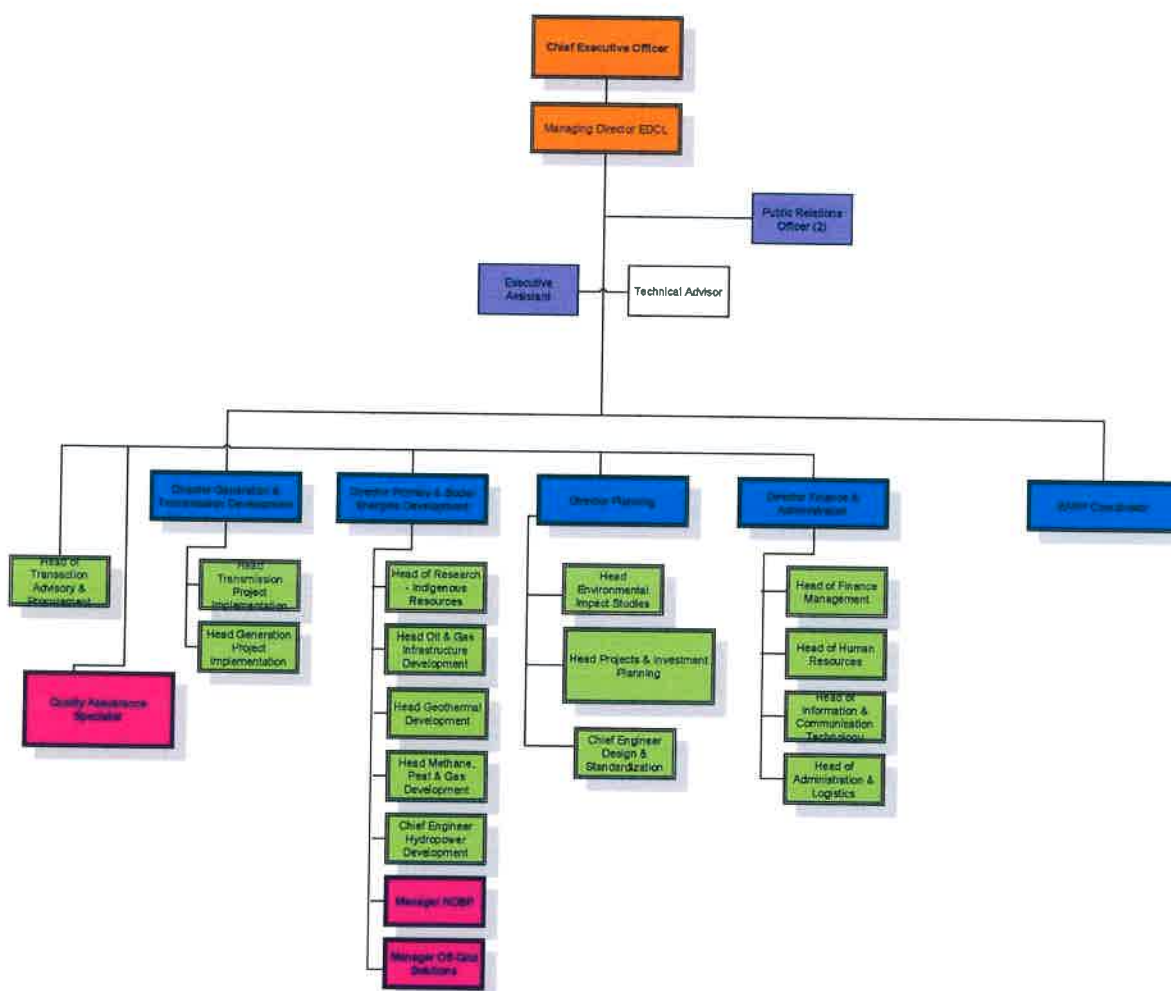 Chief Executive Officer
Managing Director EDCL
Public Relations
Officer (2)
Executive
Assistant
Technical Advisor
Director Generation &
Transmission Development
Director Primary & Social
Energies Development
Director Planning
Director Finance &
Administration
Coordinator
Head of
Transaction
Advisory &
Procurement
Head
Transmission
Project
Implementation
Head Generation
Project
Implementation
Quality Assurance
Specialist
Head of Research
- Indigenous
Resources
Head Oil & Gas
Infrastructure
Development
Head Geothermal
Development
Head Methane,
Peat & Gas
Development
Chief Engineer
Hydropower
Development
Manager
Manager Off-Grid
Solutions
Head
Environmental
Impact Studies
Head Projects & Investment
Planning
Chief Engineer
Design &
Standardization
Head of Finance
Management
Head of Human
Resources
Head of
Information &
Communication
Technology
Head of
Administration &
Logistics